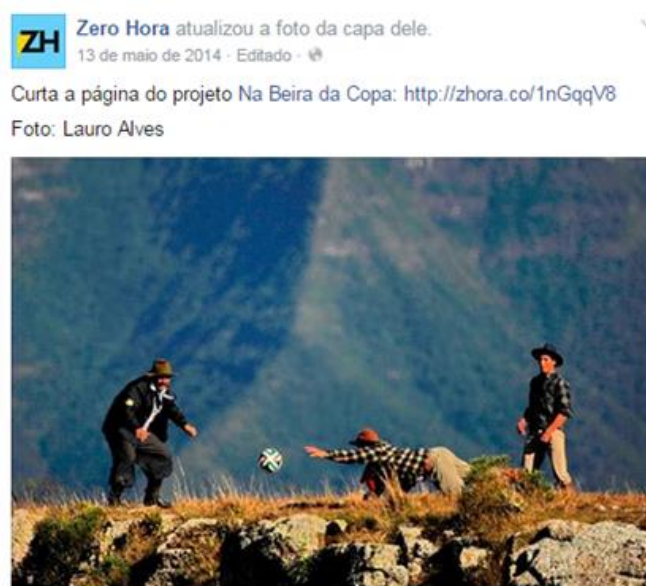 ZH
Zero Hora atualizou a foto da capa dele.
13 de maio de 2014 · Editado ·
Curta a página do projeto Na Beira da Copa: http://zhora.co/1nGqqV8
Foto: Lauro Alves